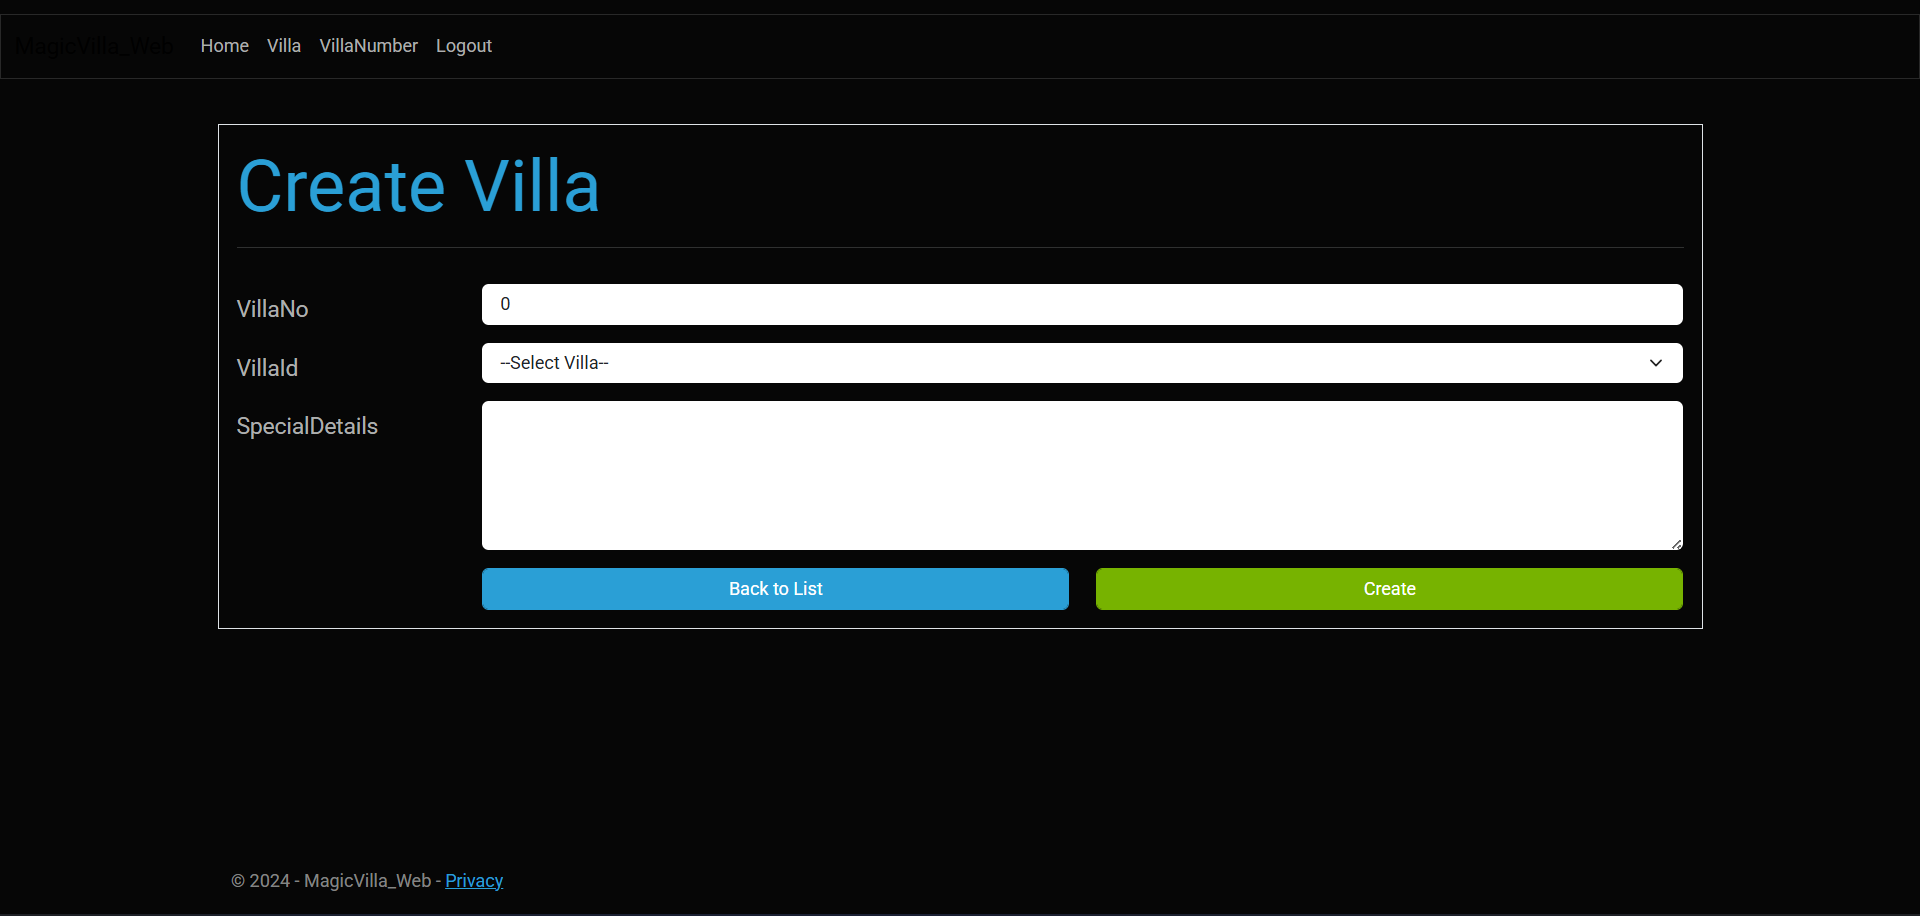 MagicVilla_Web Home Villa VillaNumber Logout
Create Villa
VillaNo 0
VillaId --Select Villa--
SpecialDetails
Back to List Create
© 2024 - MagicVilla_Web - Privacy